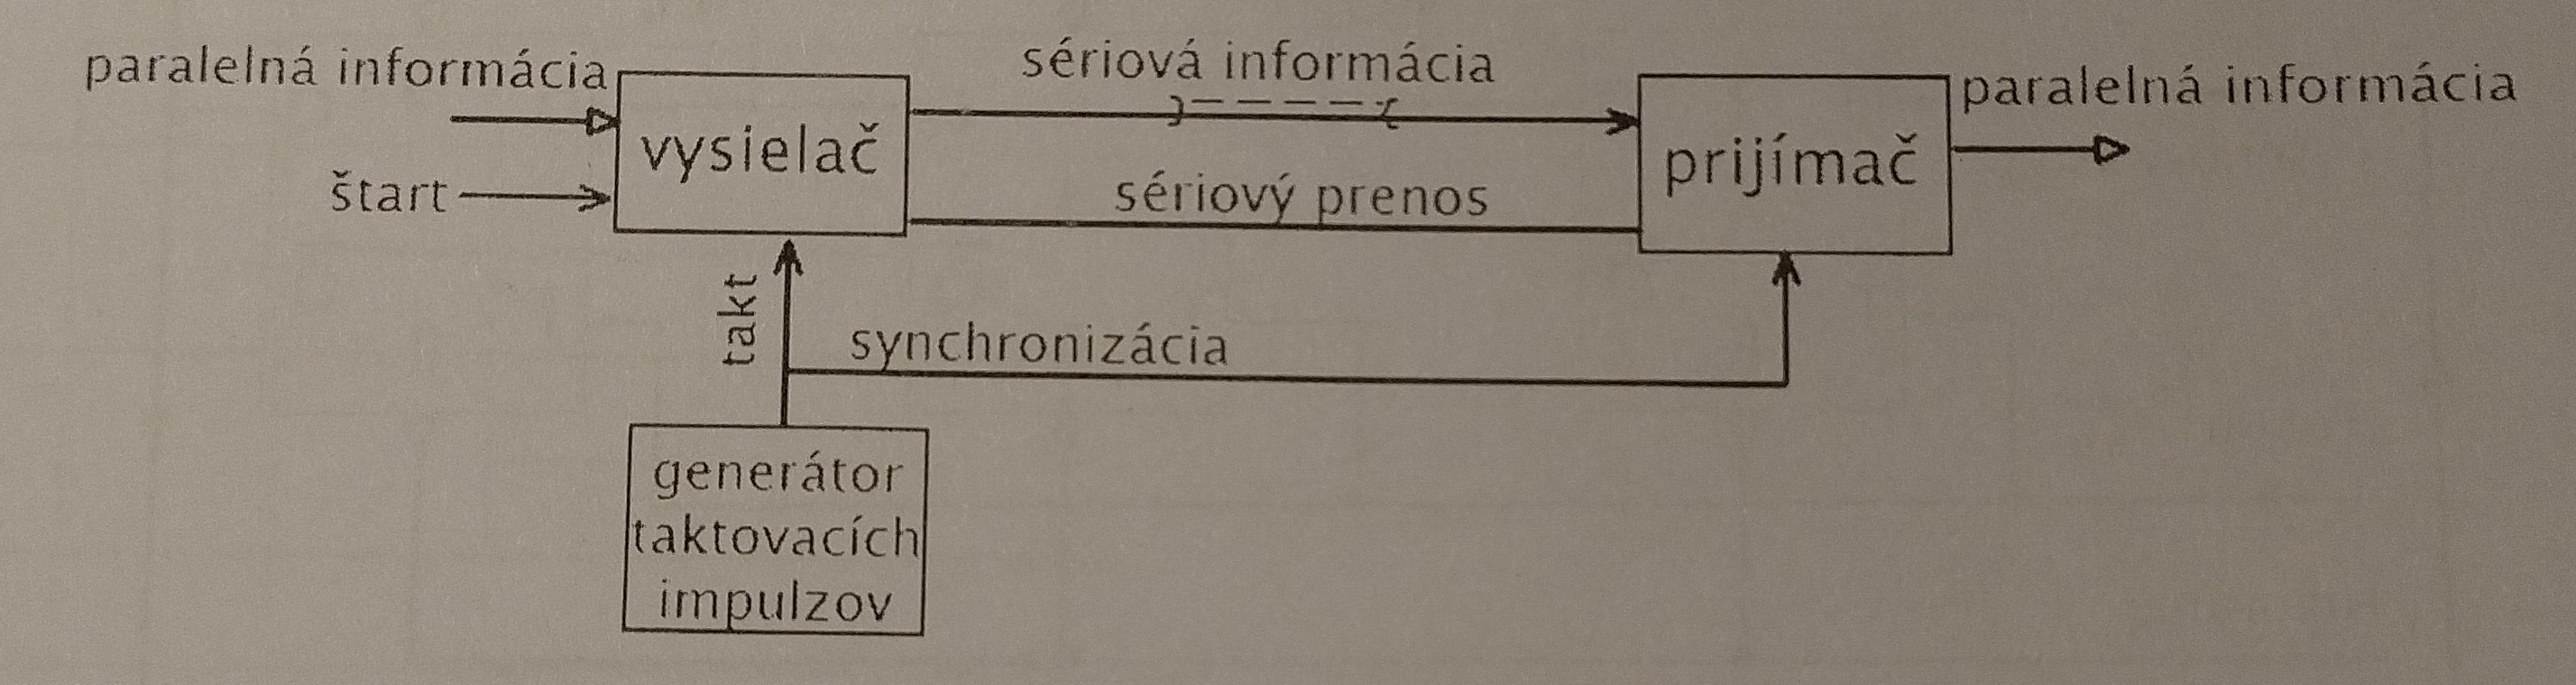 paralelná informácia
sériová informácia
paralelná informácia
vysielač
prijímač
štart
sériový prenos
takt
synchronizácia
generátor
taktovacích
impulzov